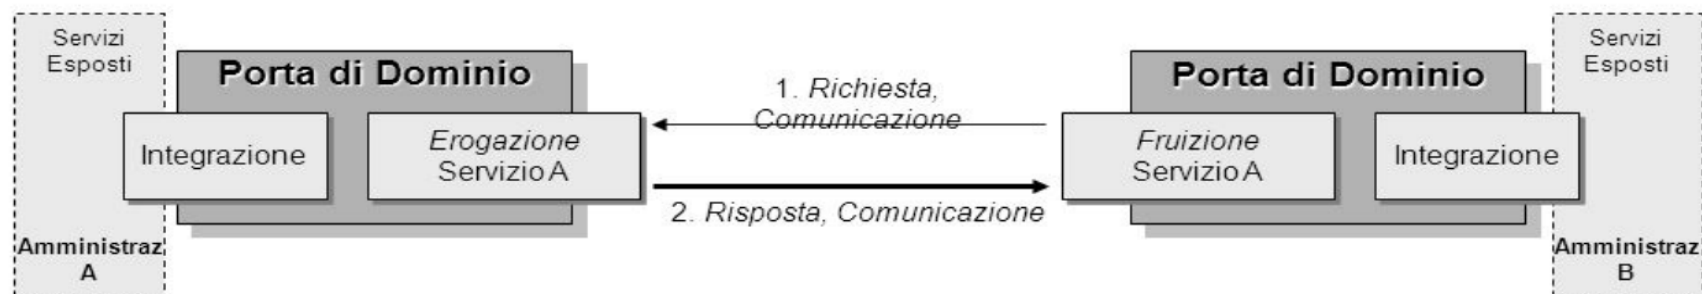 Servizi
Esposti
Porta di Dominio
Integrazione
Erogazione
Servizio A
Amministraz
A
1. Richiesta,
Comunicazione
2. Risposta, Comunicazione
Porta di Dominio
Fruizione
Servizio A
Integrazione
Servizi
Esposti
Amministraz
B